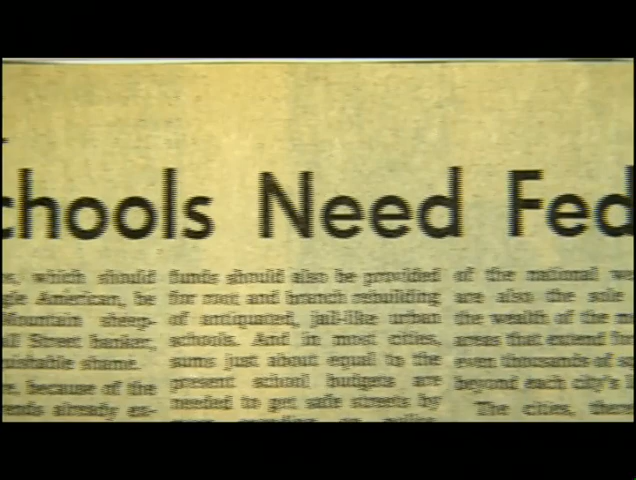 chools Need Fed
which should
gle American, be
Mountain sheep-
all Street banker,
shame.
because of the
ends already es-
funds should also be provided
for root and branch rebuilding
of antiquated, jail-like urban
schools. And in most cities,
sums just about equal to the
present school budgets are
needed to get safe streets by
of the national
are also the sole
the wealth of the
areas that extend
even thousands of
beyond each city's
The cities,